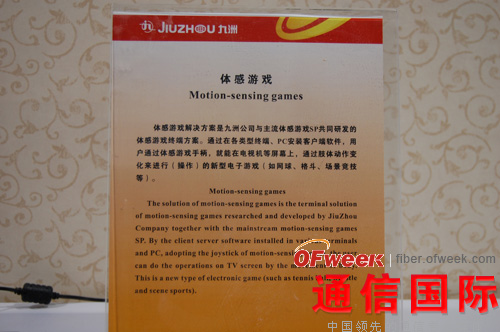 JIUZHOU 九洲
体感游戏
Motion-sensing games
体感游戏解决方案是九洲公司与主流体感游戏SP共同研发的
体感游戏终端方案。通过在各类型终端、PC安装客户端软件，用
户通过体感游戏手柄，就能在电视机等屏幕上，通过肢体动作变
化来进行（操作）的新型电子游戏（如网球、格斗、场景竞技
等）。
Motion-sensing games
The solution of motion-sensing games is the terminal solution
of motion-sensing games researched and developed by JiuZhou
Company together with the mainstream motion-sensing games
SP. By the client server software installed in terminals
and PC, adopting the joystick of motion-sensing
can do the operations on TV screen by the
This is a new type of electronic game (such as tennis
and scene sports).
OFweek fiber.ofweek.com
通信国际
中国领先